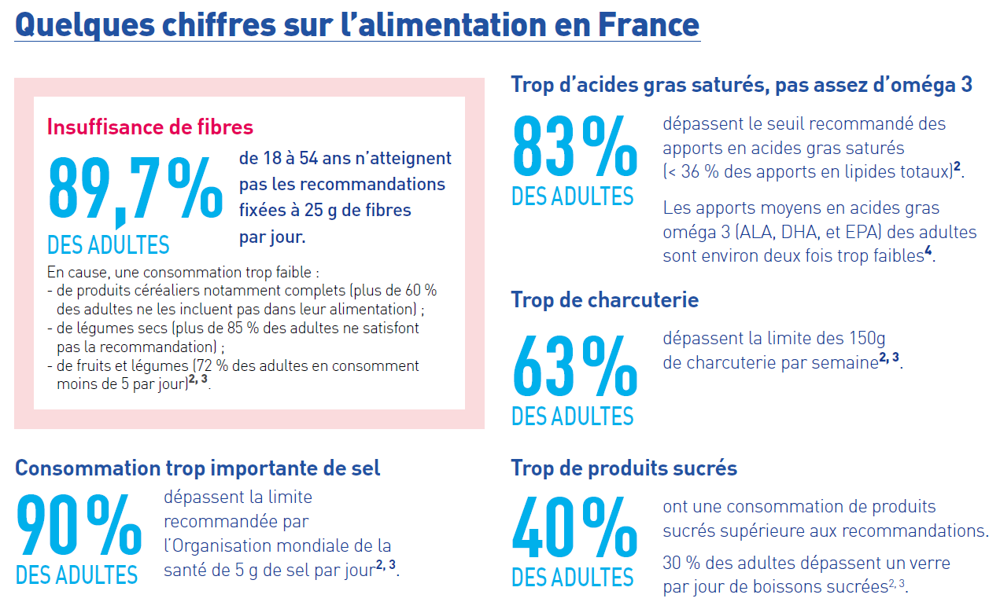 Quelques chiffres sur l’alimentation en France
Insuffisance de fibres
89,7%
DES ADULTES
de 18 à 54 ans n’atteignent
pas les recommandations
fixées à 25 g de fibres
par jour.
En cause, une consommation trop faible :
- de produits céréaliers notamment complets (plus de 60 %
des adultes ne les incluent pas dans leur alimentation) ;
- de légumes secs (plus de 85 % des adultes ne satisfont
pas la recommandation) ;
- de fruits et légumes (72 % des adultes en consomment
moins de 5 par jour)2, 3.
Consommation trop importante de sel
90%
DES ADULTES
dépassent la limite
recommandée par
l’Organisation mondiale de la
santé de 5 g de sel par jour2, 3.
Trop d’acides gras saturés, pas assez d’oméga 3
83%
DES ADULTES
dépassent le seuil recommandé des
apports en acides gras saturés
(< 36 % des apports en lipides totaux)2.
Les apports moyens en acides gras
oméga 3 (ALA, DHA, et EPA) des adultes
sont environ deux fois trop faibles4.
Trop de charcuterie
63%
DES ADULTES
dépassent la limite des 150g
de charcuterie par semaine2, 3.
Trop de produits sucrés
40%
DES ADULTES
ont une consommation de produits
sucrés supérieure aux recommandations.
30 % des adultes dépassent un verre
par jour de boissons sucrées2, 3.